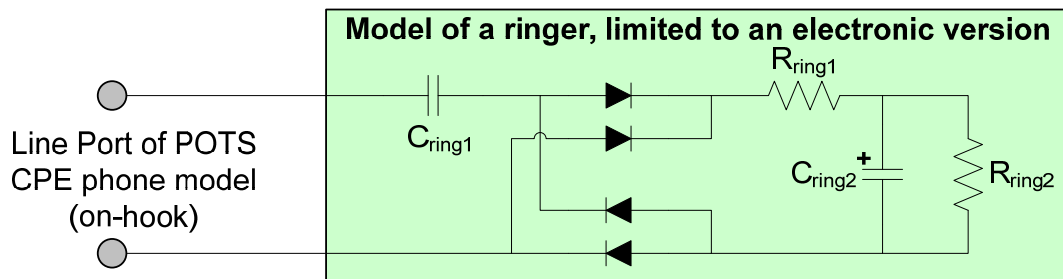 Model of a ringer, limited to an electronic version
Rring1
Cring1
Line Port of POTS
CPE phone model
(on-hook)
+
Cring2
Rring2